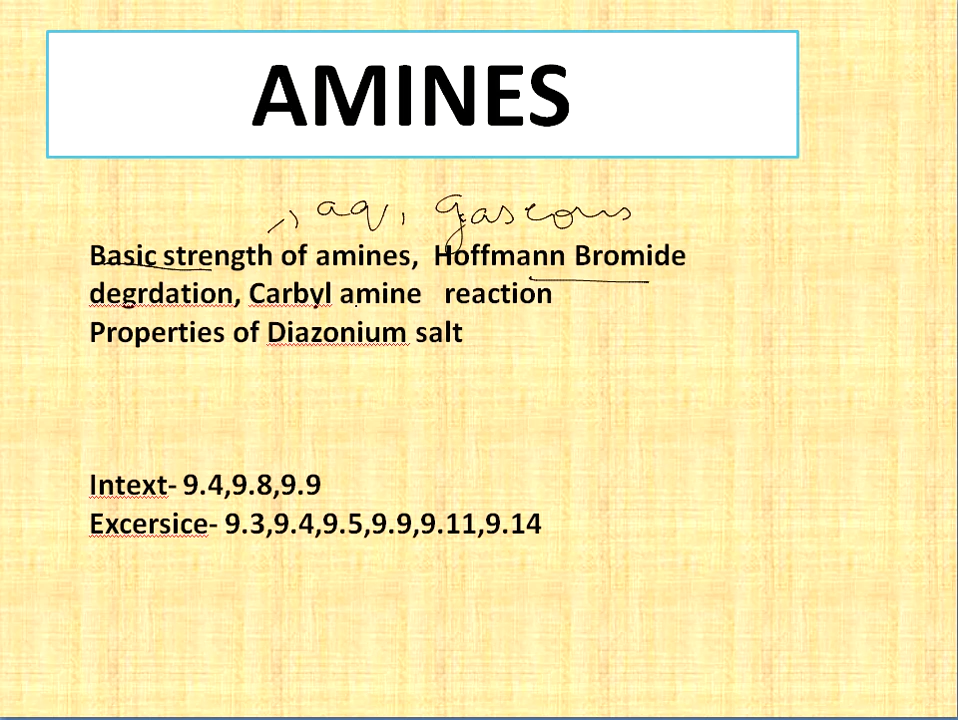 AMINES
, aq, gaseous
Basic strength of amines, Hoffmann Bromide
degrdation, Carbyl amine reaction
Properties of Diazonium salt
Intext- 9.4,9.8,9.9
Excersice- 9.3,9.4,9.5,9.9,9.11,9.14